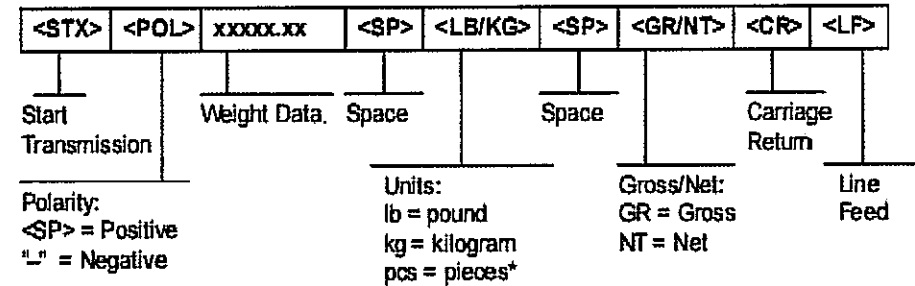 <STX> <POL> xxxxx.xx <SP> <LB/KG> <SP> <GR/NT> <CR> <LF>
Start
Transmission
Weight Data.
Space
Space
Carriage
Return
Polarity:
<SP> = Positive
"–" = Negative
Units:
lb = pound
kg = kilogram
pcs = pieces*
Gross/Net:
GR = Gross
NT = Net
Line
Feed